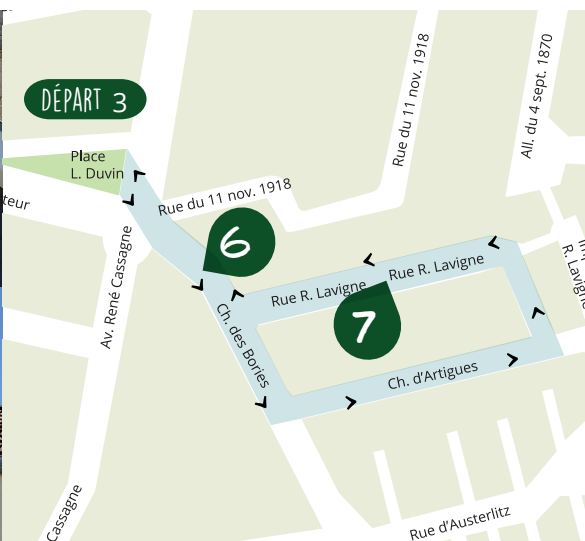 DÉPART 3
Place
L. Duvin
Rue du 11 nov. 1918
All. du 4 sept. 1870
teur
Rue du 11 nov. 1918
6
Av. René Cassagne
Rue R. Lavigne
Rue R. Lavigne
R. Lavigne
7
Ch. des Bories
Ch. d'Artigues
Cassagne
Rue d'Austerlitz